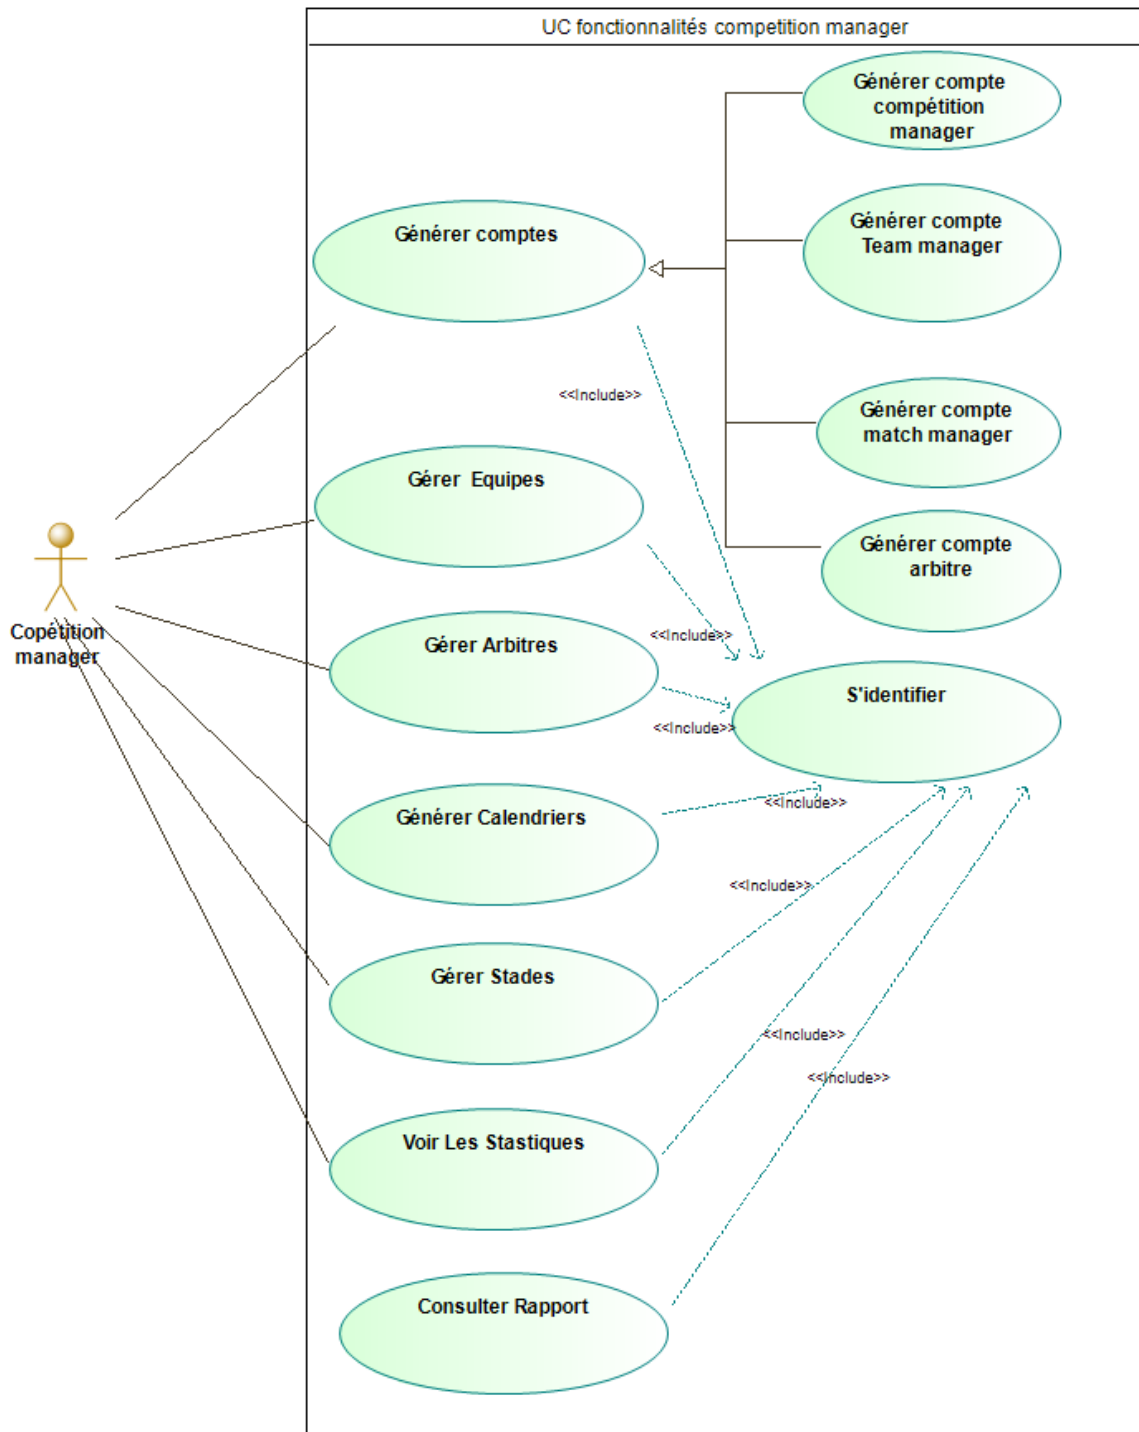 UC fonctionnalités competition manager
Générer compte
compétition
manager
Générer comptes
Générer compte
Team manager
<<Include>>
Générer compte
match manager
Gérer Equipes
Générer compte
arbitre
Copétition
manager
<<Include>>
Gérer Arbitres
S'identifier
<<Include>>
Générer Calendriers
<<Include>>
<<Include>>
Gérer Stades
<<Include>>
<<Include>>
Voir Les Stastiques
Consulter Rapport